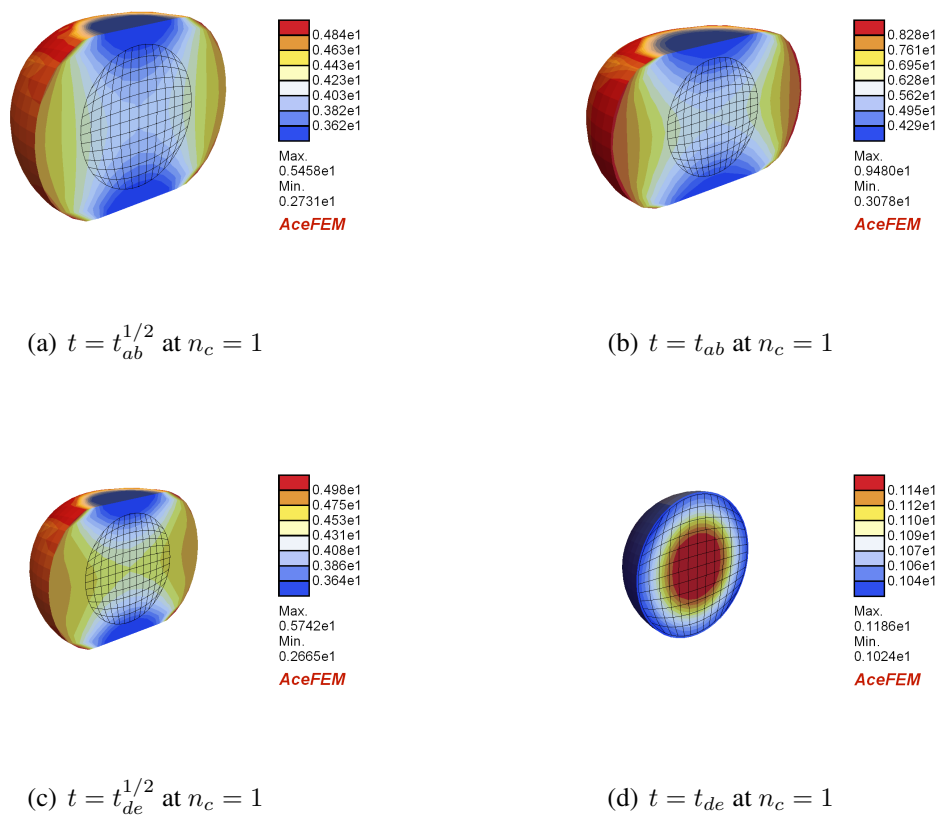 0.484e1
0.463e1
0.443e1
0.423e1
0.403e1
0.382e1
0.362e1
Max.
0.5458e1
Min.
0.2731e1
AceFEM
0.828e1
0.761e1
0.695e1
0.628e1
0.562e1
0.495e1
0.429e1
Max.
0.9480e1
Min.
0.3078e1
AceFEM
(a) $t = t_{ab}^{1/2}$ at $n_c = 1$
(b) $t = t_{ab}$ at $n_c = 1$
0.498e1
0.475e1
0.453e1
0.431e1
0.408e1
0.386e1
0.364e1
Max.
0.5742e1
Min.
0.2665e1
AceFEM
0.114e1
0.112e1
0.110e1
0.109e1
0.107e1
0.106e1
0.104e1
Max.
0.1186e1
Min.
0.1024e1
AceFEM
(c) $t = t_{de}^{1/2}$ at $n_c = 1$
(d) $t = t_{de}$ at $n_c = 1$